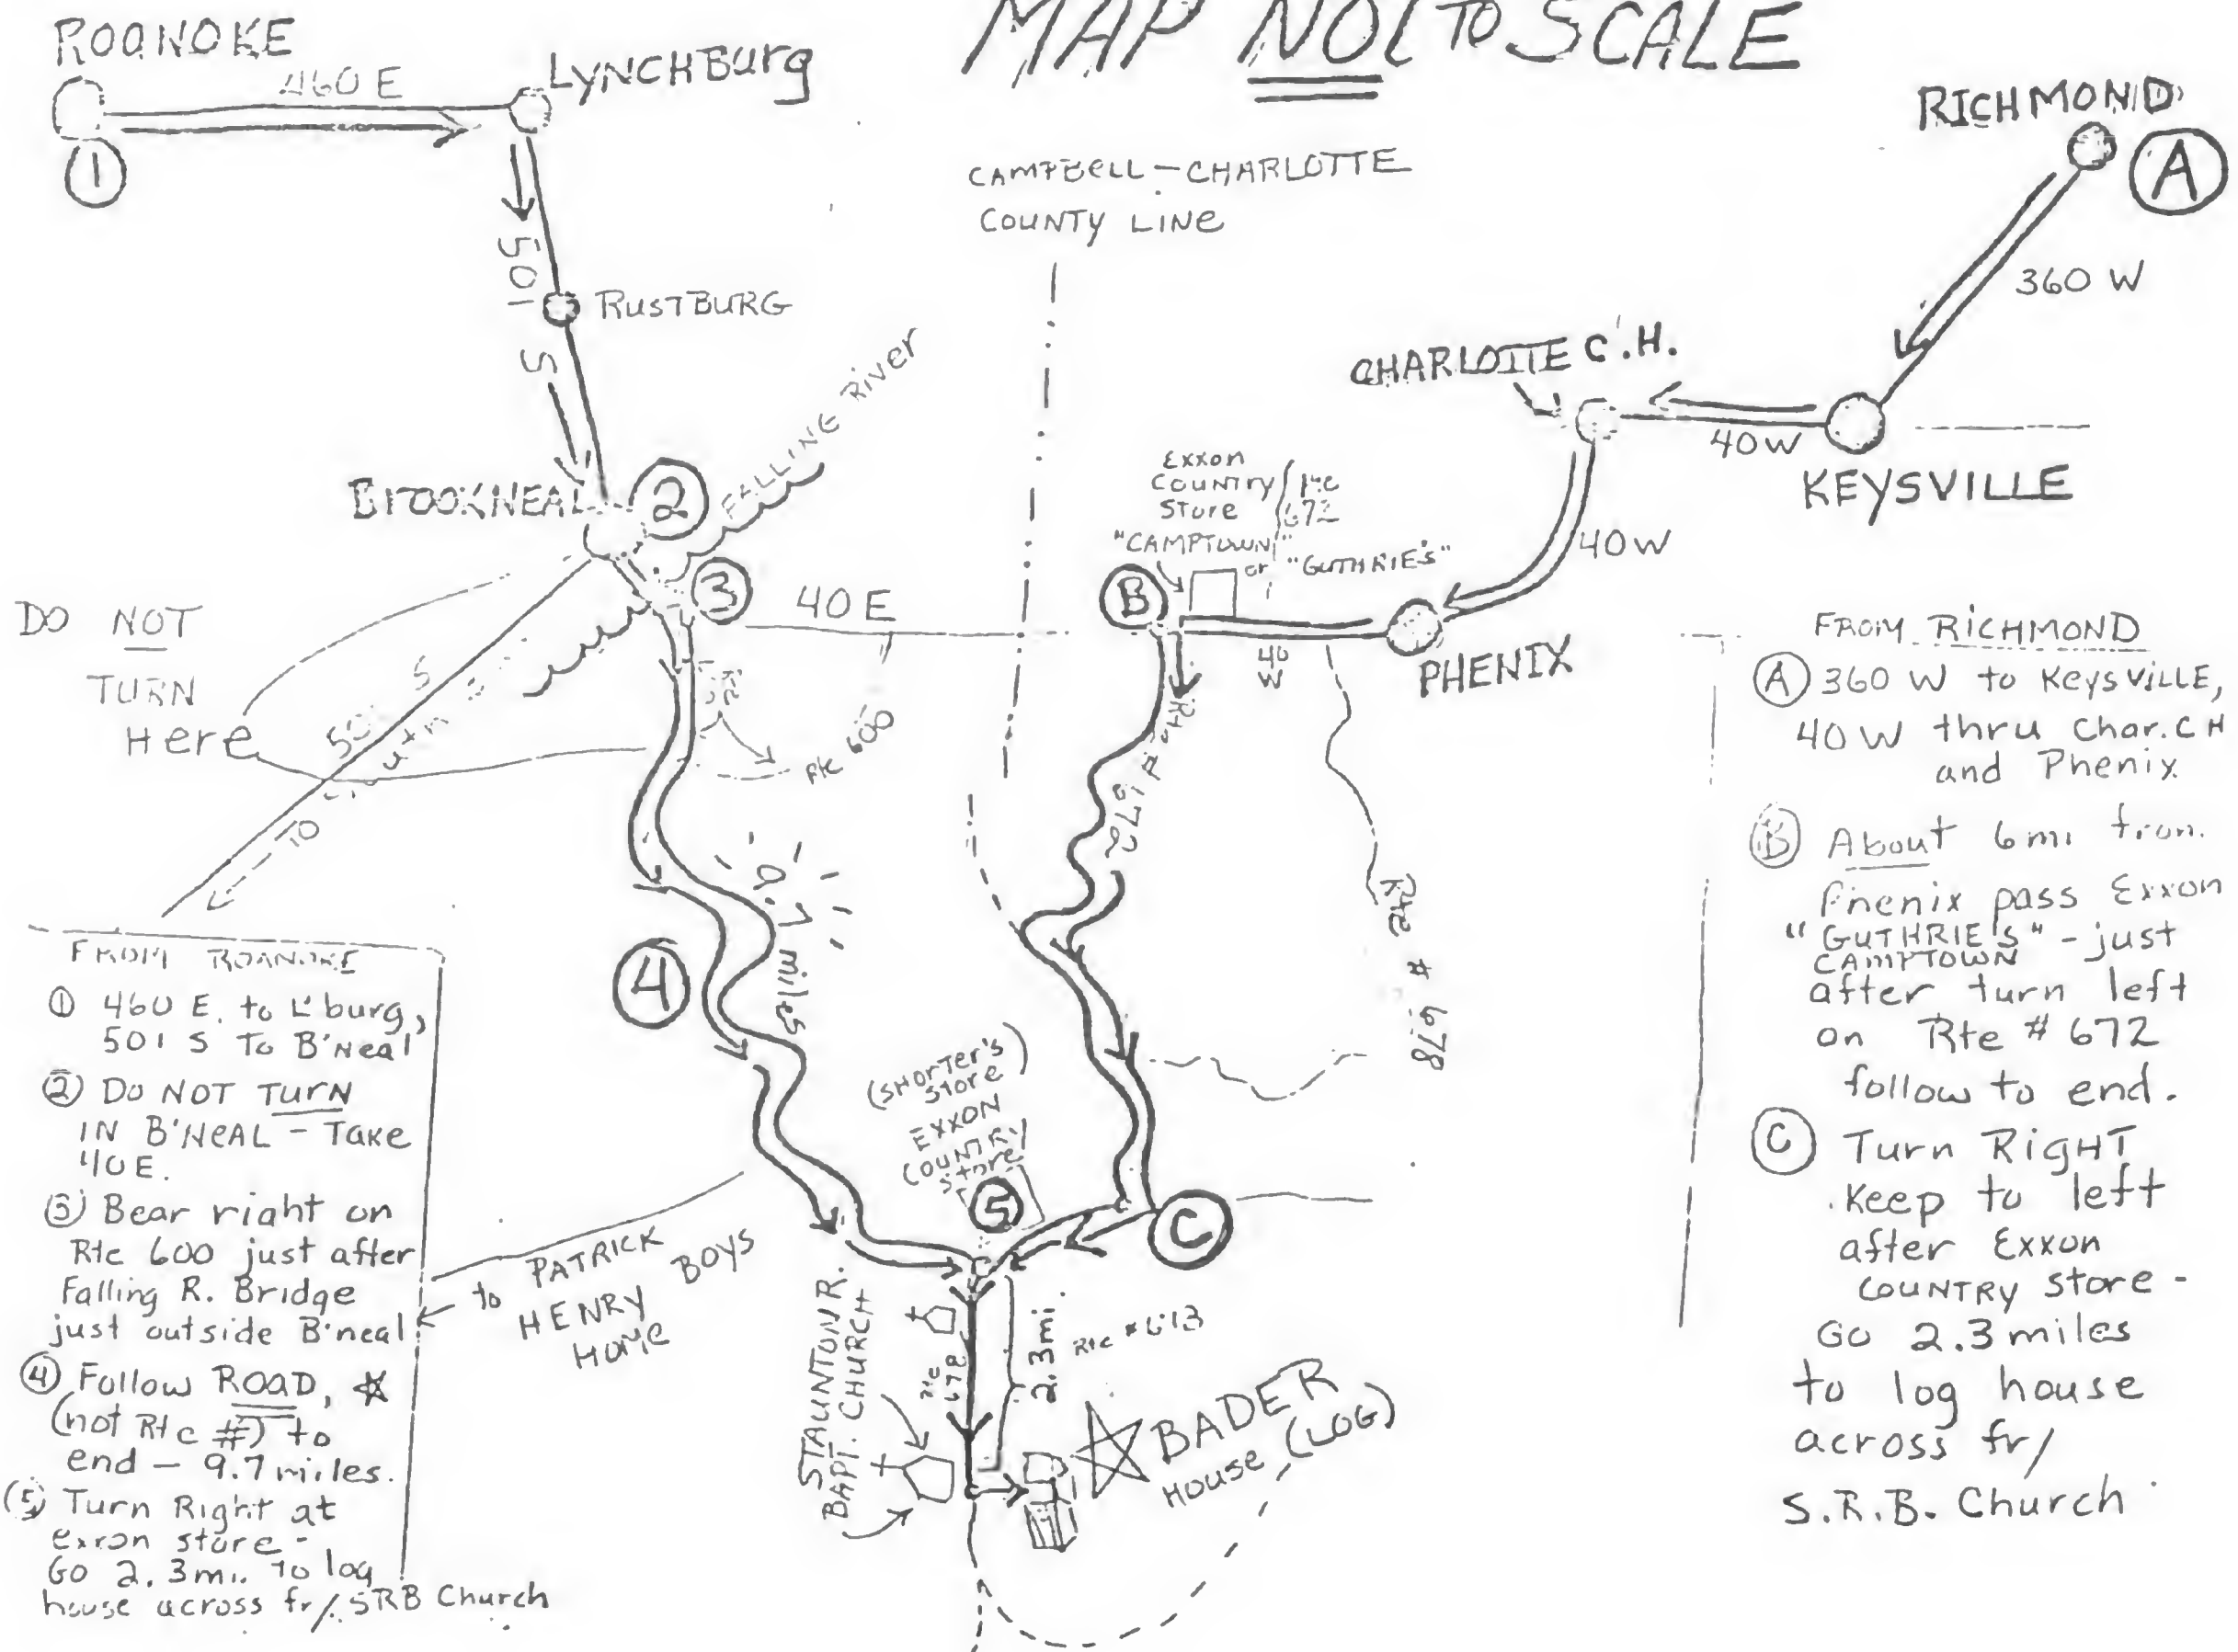 MAP NOT TO SCALE
ROANOKE
460 E
LYNCHBURG
1
501
S
RUSTBURG
CAMPBELL - CHARLOTTE
COUNTY LINE
RICHMOND
A
360 W
CHARLOTTE C.H.
40W
KEYSVILLE
40W
BROOKNEAL
2
FALLING River
3
40 E
Exxon
COUNTRY
Store
672
"CAMPTOWN"
or "GUTHRIE'S"
B
40
W
PHENIX
DO NOT
TURN
Here
501 S
TO
Rte 600
Rte # 672
Rte # 678
9.7 miles
4
(SHORTER'S
STORE)
EXXON
COUNTRY
Store
5
C
to PATRICK
HENRY BOYS
HOME
STAUNTON R.
BAPT. CHURCH
Rte 678
2.3 mi.
Rte #613
BADER
House (LOG)
FROM ROANOKE
① 460 E. to L'burg,
501 S To B'Neal
② DO NOT TURN
IN B'NEAL - Take
40E.
③ Bear right on
Rte 600 just after
Falling R. Bridge
just outside B'neal
④ Follow ROAD,
(not Rte #) to
end - 9.7 miles.
(5) Turn Right at
exxon store -
Go 2.3 mi. to log
house across fr/. SRB Church
FROM RICHMOND
A 360 W to Keysville,
40 W thru Char. C H
and Phenix.
B About 6 mi from
Phenix pass Exxon
"GUTHRIE'S" - just
CAMPTOWN
after turn left
on Rte # 672
follow to end.
C Turn RigHT
Keep to left
after Exxon
COUNTRY Store -
Go 2.3 miles
to log house
across fr/
S.R.B. Church